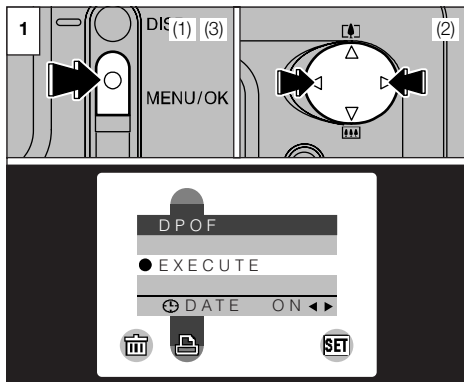 1
DIS (1) (3)
MENU/OK
(2)
DPOF
EXECUTE
DATE ON
SET